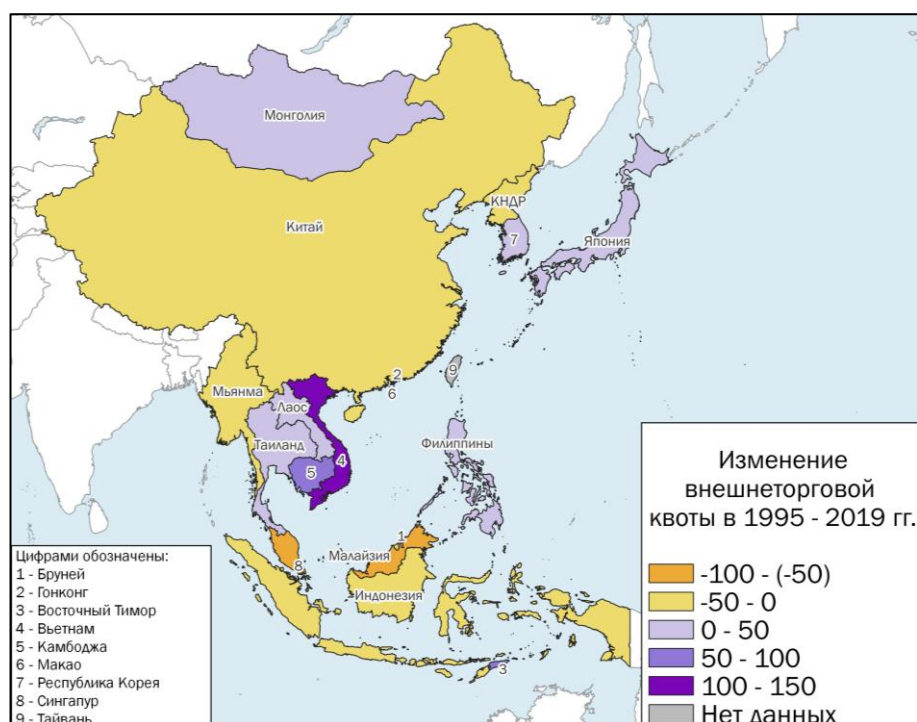 Монголия
КНДР
7
Япония
Китай
2
6
9
Мьянма
Лаос
Таиланд
5
4
Филиппины
1
Малайзия
8
Индонезия
3
Изменение
внешнеторговой
квоты в 1995 - 2019 гг.
-100 - (-50)
-50 - 0
0 - 50
50 - 100
100 - 150
Нет данных
Цифрами обозначены:
1 - Бруней
2 - Гонконг
3 - Восточный Тимор
4 - Вьетнам
5 - Камбоджа
6 - Макао
7 - Республика Корея
8 - Сингапур
9 - Тайвань